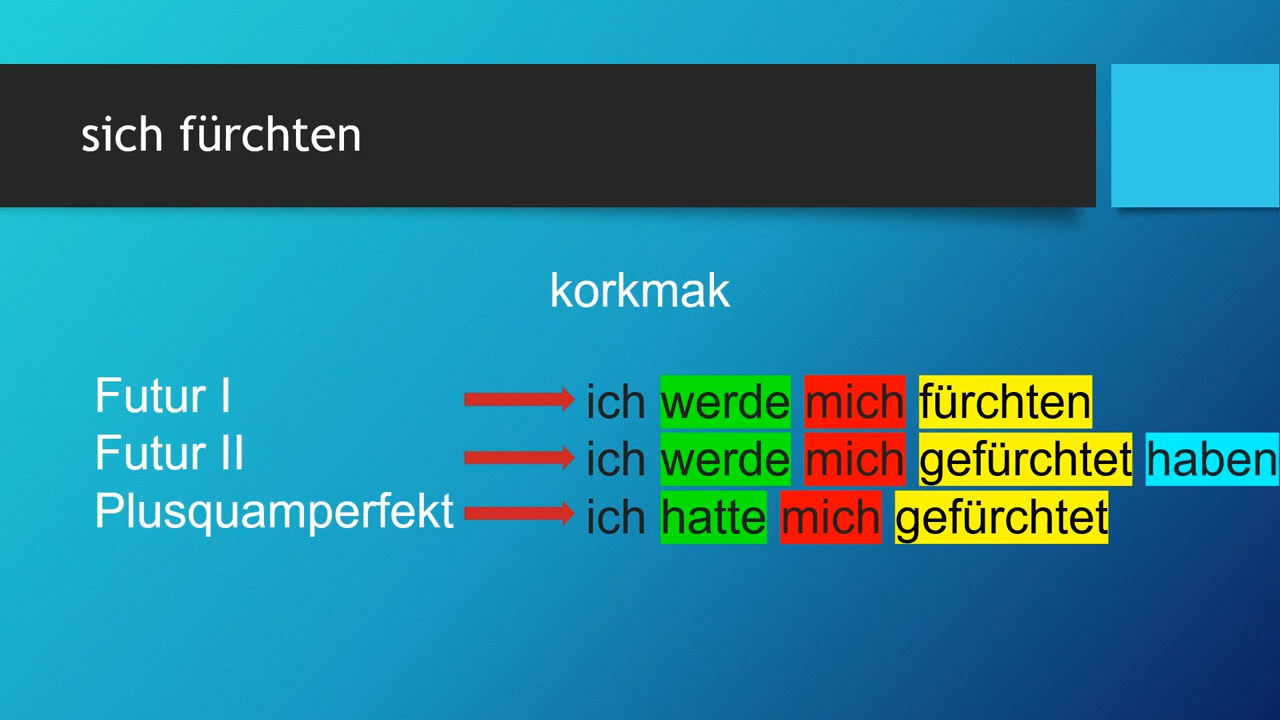 sich fürchten
korkmak
Futur I ich werde mich fürchten
Futur II ich werde mich gefürchtet haben
Plusquamperfekt ich hatte mich gefürchtet